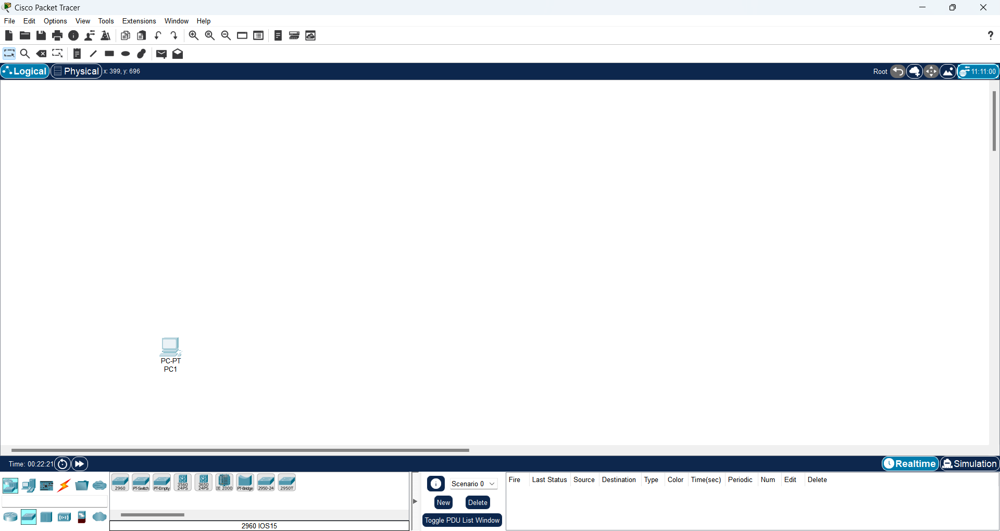 Cisco Packet Tracer
File Edit Options View Tools Extensions Window Help
?
Logical Physical x: 399, y: 696 Root 11:11:00
PC-PT
PC1
Time: 00:22:21 Realtime Simulation
2960 PT-Switch PT-Empty 3560 24PS 3650 24PS IE 2000 PT-Bridge 2950-24 2950T
2960 IOS15
Scenario 0
New Delete
Toggle PDU List Window
Fire Last Status Source Destination Type Color Time(sec) Periodic Num Edit Delete